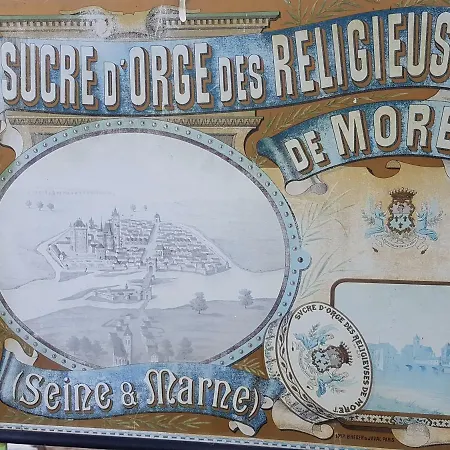 SUCRE D'ORGE DES RELIGIEUS
DE MORE
SUCRE D'ORGE DES RELIGIEUSES DE MORET
(Seine & Marne)